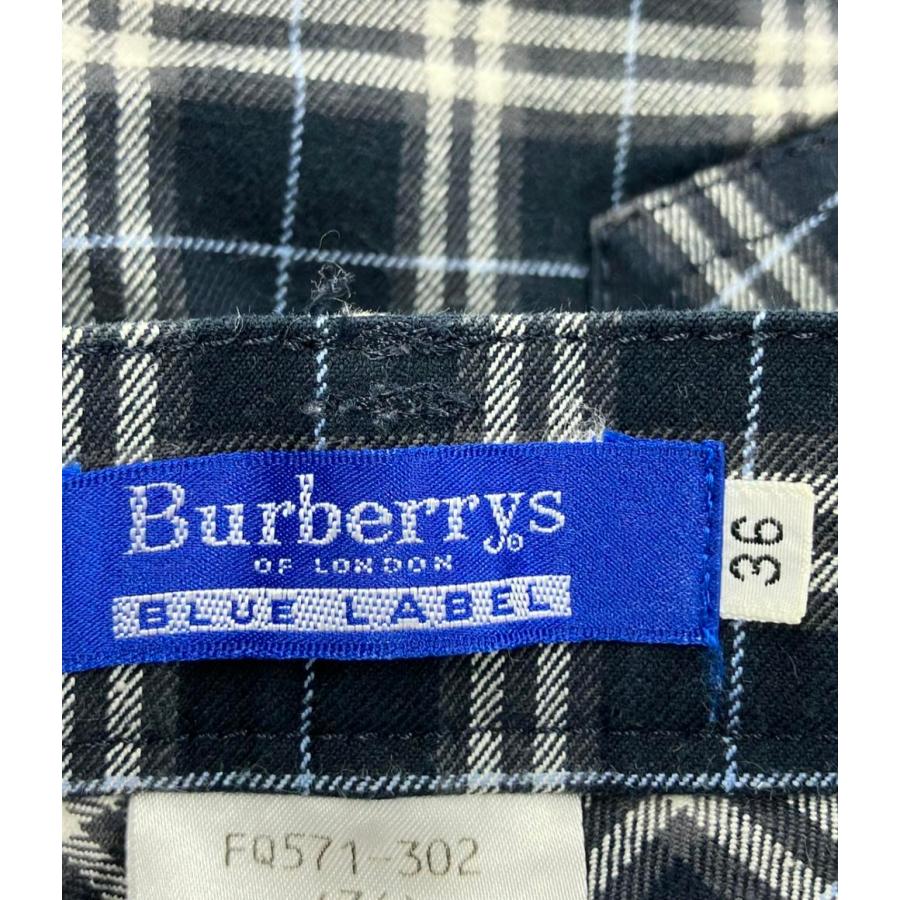 Burberrys
OF LONDON
BLUE LABEL
36
FQ571-302